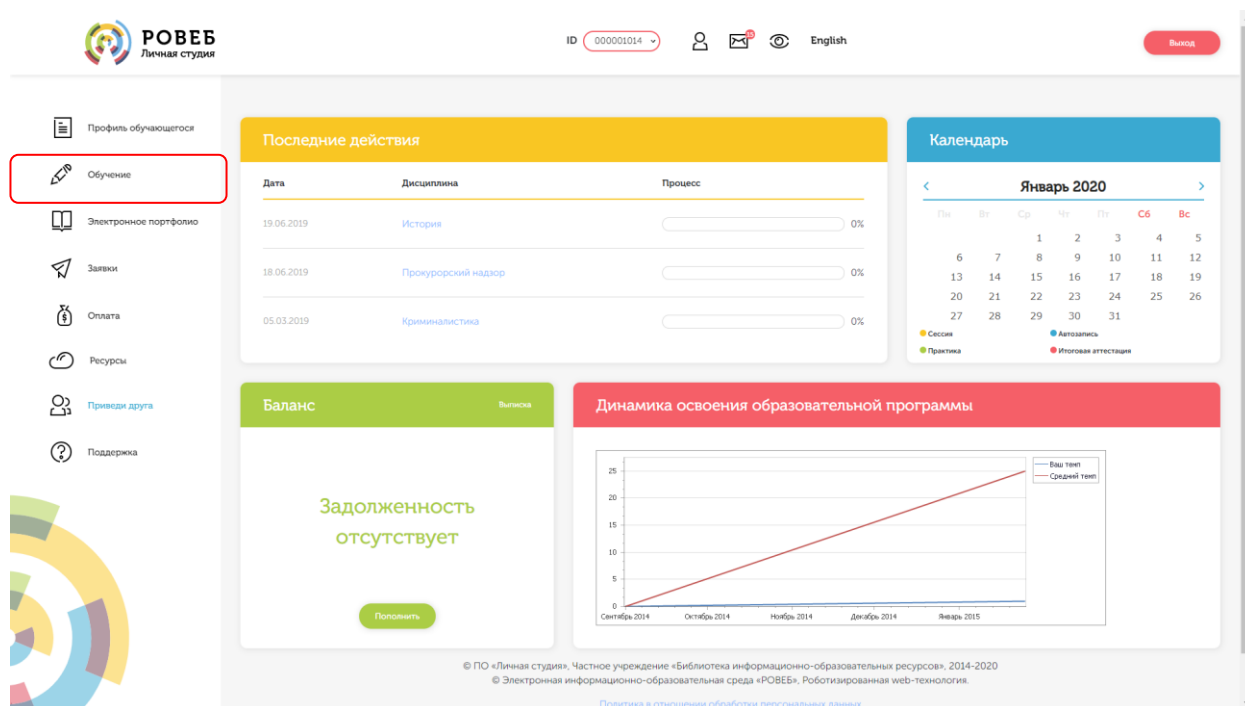 РОВЕБ
Личная студия
ID 000001014
15
English
Выход
Профиль обучающегося
Обучение
Электронное портфолио
Заявки
Оплата
Ресурсы
Приведи друга
Поддержка
Последние действия
Дата Дисциплина Процесс
19.06.2019 История 0%
18.06.2019 Прокурорский надзор 0%
05.03.2019 Криминалистика 0%
Календарь
Январь 2020
Пн Вт Ср Чт Пт Сб Вс
1 2 3 4 5
6 7 8 9 10 11 12
13 14 15 16 17 18 19
20 21 22 23 24 25 26
27 28 29 30 31
Сессия Автозапись
Практика Итоговая аттестация
Баланс Выписка
Задолженность
отсутствует
Пополнить
Динамика освоения образовательной программы
Ваш темп
Средний темп
25
20
15
10
5
0
Сентябрь 2014 Октябрь 2014 Ноябрь 2014 Декабрь 2014 Январь 2015
© ПО «Личная студия», Частное учреждение «Библиотека информационно-образовательных ресурсов», 2014-2020
© Электронная информационно-образовательная среда «РОВЕБ», Роботизированная web-технология.
Политика в отношении обработки персональных данных